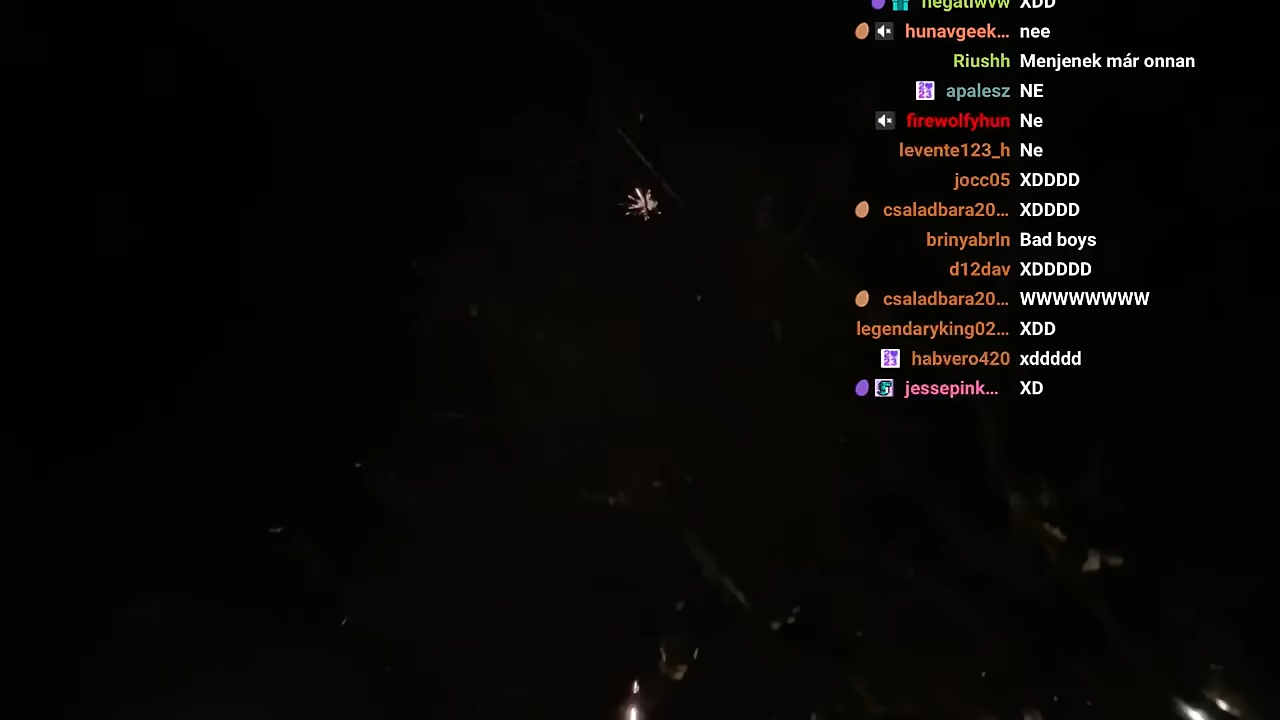 negatiwvw XDD
hunavgeek… nee
Riushh Menjenek már onnan
apalesz NE
firewolfyhun Ne
levente123_h Ne
jocc05 XDDDD
csaladbara20… XDDDD
brinyabrln Bad boys
d12dav XDDDDD
csaladbara20… WWWWWWWW
legendaryking02… XDD
habvero420 xddddd
jessepink… XD